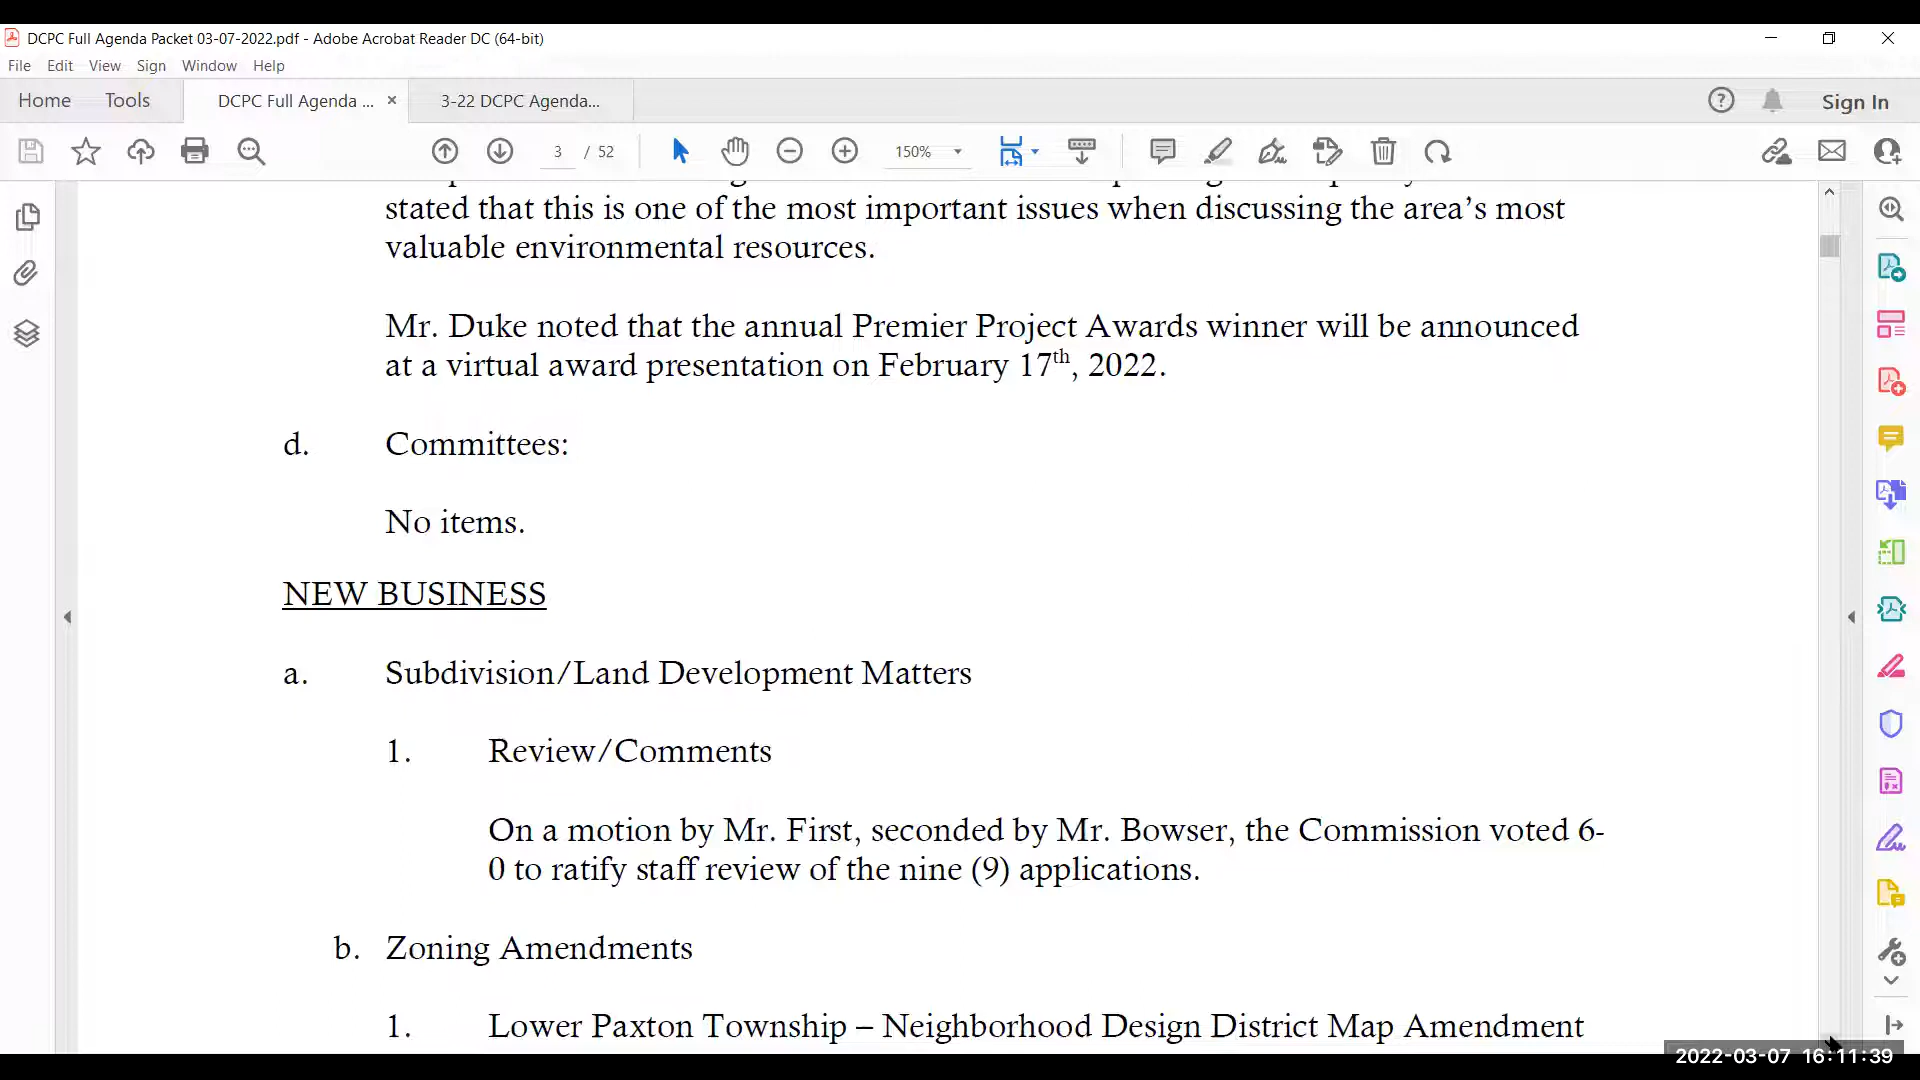 DCPC Full Agenda Packet 03-07-2022.pdf - Adobe Acrobat Reader DC (64-bit)
File Edit View Sign Window Help
Home Tools DCPC Full Agenda ... × 3-22 DCPC Agenda... Sign In
3 / 52 150%
stated that this is one of the most important issues when discussing the area’s most
valuable environmental resources.
Mr. Duke noted that the annual Premier Project Awards winner will be announced
at a virtual award presentation on February 17th, 2022.
d. Committees:
No items.
NEW BUSINESS
a. Subdivision/Land Development Matters
1. Review/Comments
On a motion by Mr. First, seconded by Mr. Bowser, the Commission voted 6-
0 to ratify staff review of the nine (9) applications.
b. Zoning Amendments
1. Lower Paxton Township – Neighborhood Design District Map Amendment
2022-03-07 16:11:39